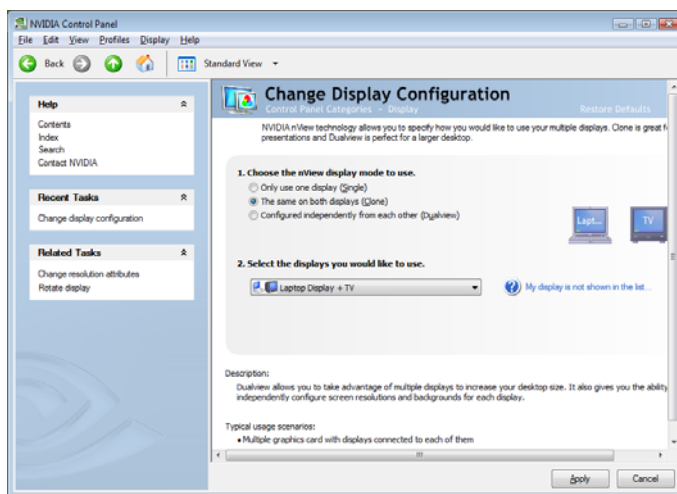 NVIDIA Control Panel
File Edit View Profiles Display Help
Back
Standard View
Help
Contents
Index
Search
Contact NVIDIA
Recent Tasks
Change display configuration
Related Tasks
Change resolution attributes
Rotate display
Change Display Configuration
Control Panel Categories - Display
Restore Defaults
NVIDIA nView technology allows you to specify how you would like to use your multiple displays. Clone is great
presentations and Dualview is perfect for a larger desktop.
1. Choose the nView display mode to use.
Only use one display (Single)
The same on both displays (Clone)
Configured independently from each other (Dualview)
Lapt...
TV
2. Select the displays you would like to use.
Laptop Display + TV
My display is not shown in the list...
Description:
Dualview allows you to take advantage of multiple displays to increase your desktop size. It also gives you the ability
independently configure screen resolutions and backgrounds for each display.
Typical usage scenarios:
• Multiple graphics card with displays connected to each of them
Apply
Cancel